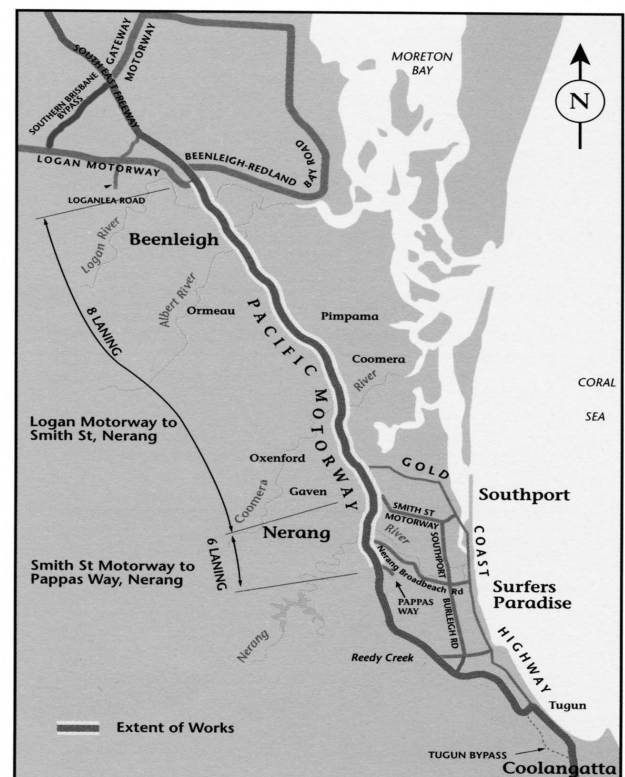 GATEWAY
MOTORWAY
SOUTH EAST FREEWAY
SOUTHERN BRISBANE
BYPASS
MORETON
BAY
N
LOGAN MOTORWAY
BEENLEIGH-REDLAND
BAY ROAD
LOGANLEA ROAD
Logan River
Beenleigh
Albert River
8 LANING
Ormeau
PACIFIC MOTORWAY
Pimpama
Coomera
River
CORAL
SEA
Logan Motorway to
Smith St, Nerang
Oxenford
Coomera
Gaven
GOLD
COAST
HIGHWAY
Southport
SMITH ST
MOTORWAY
River
SOUTHPORT
BURLEIGH RD
Nerang
6 LANING
Smith St Motorway to
Pappas Way, Nerang
Nerang Broadbeach Rd
PAPPAS
WAY
Surfers
Paradise
Nerang
Reedy Creek
Tugun
Extent of Works
TUGUN BYPASS
Coolangatta